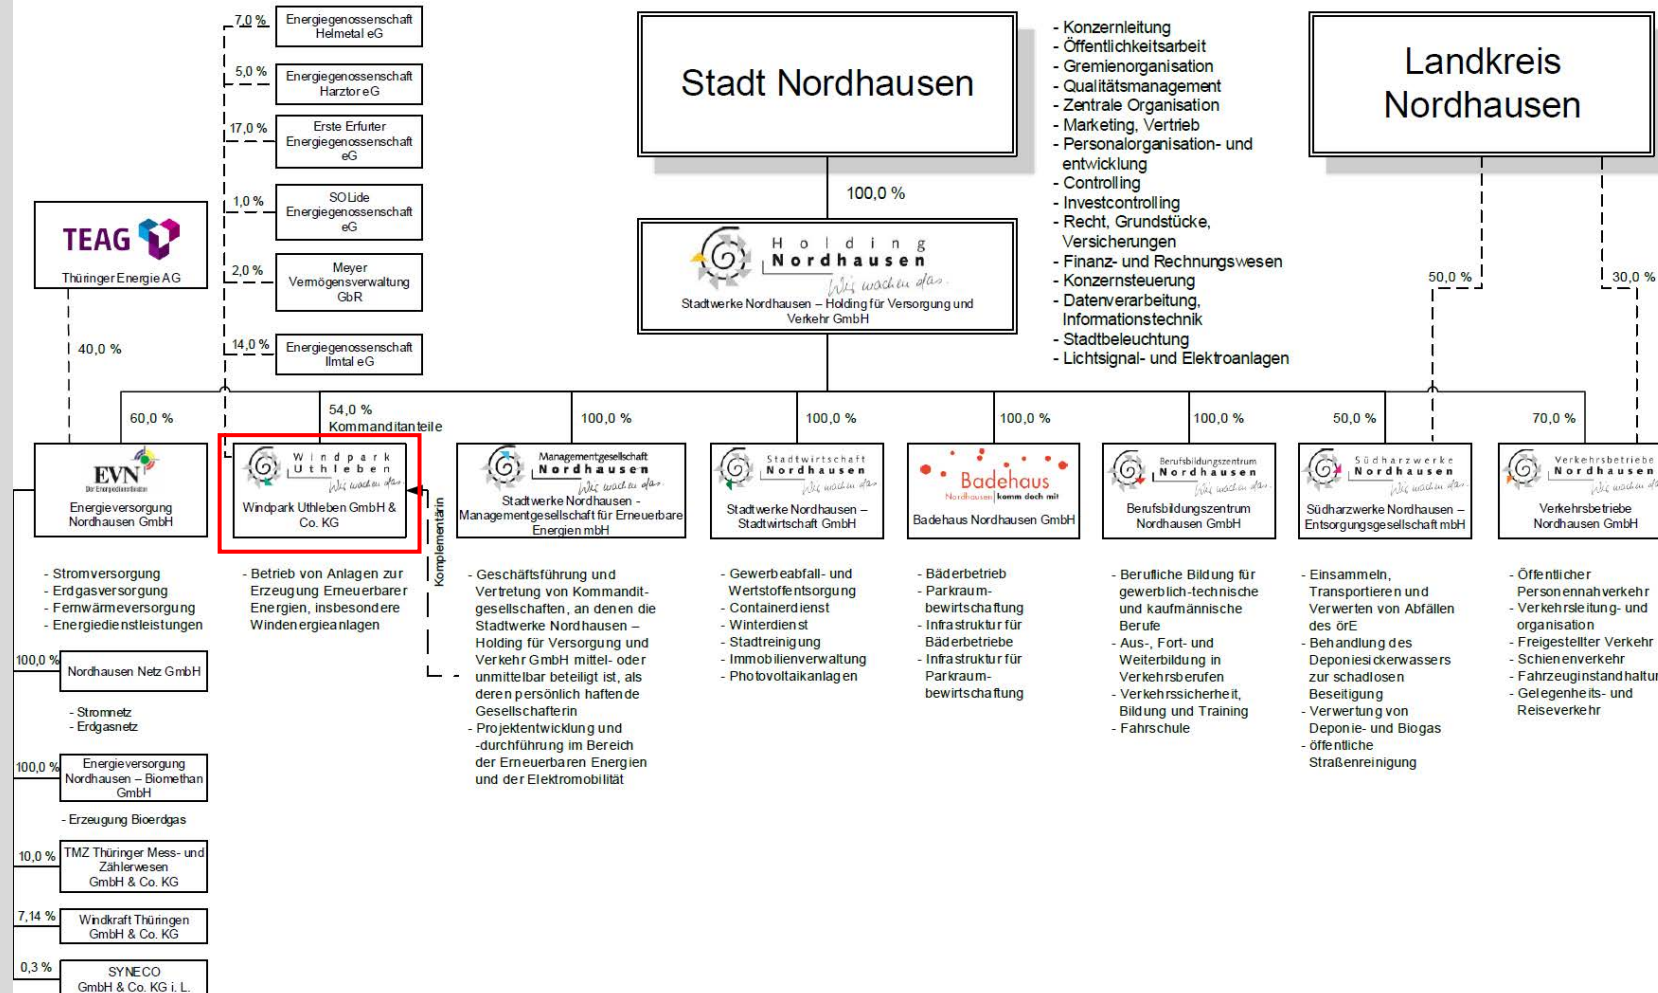 7,0 %
Energiegenossenschaft
Helmetal eG
5,0 %
Energiegenossenschaft
Harztor eG
17,0 %
Erste Erfurter
Energiegenossenschaft
eG
1,0 %
SOLide
Energiegenossenschaft
eG
2,0 %
Meyer
Vermögensverwaltung
GbR
14,0 %
Energiegenossenschaft
Ilmtal eG
TEAG
Thüringer Energie AG
40,0 %
Stadt Nordhausen
100,0 %
Holding
Nordhausen
Wir machen das.
Stadtwerke Nordhausen – Holding für Versorgung und
Verkehr GmbH
- Konzernleitung
- Öffentlichkeitsarbeit
- Gremienorganisation
- Qualitätsmanagement
- Zentrale Organisation
- Marketing, Vertrieb
- Personalorganisation- und
entwicklung
- Controlling
- Investcontrolling
- Recht, Grundstücke,
Versicherungen
- Finanz- und Rechnungswesen
- Konzernsteuerung
- Datenverarbeitung,
Informationstechnik
- Stadtbeleuchtung
- Lichtsignal- und Elektroanlagen
Landkreis
Nordhausen
50,0 %
30,0 %
60,0 %
EVN
Der Energiedienstleister
Energieversorgung
Nordhausen GmbH
- Stromversorgung
- Erdgasversorgung
- Fernwärmeversorgung
- Energiedienstleistungen
100,0 %
Nordhausen Netz GmbH
- Stromnetz
- Erdgasnetz
100,0 %
Energieversorgung
Nordhausen – Biomethan
GmbH
- Erzeugung Bioerdgas
10,0 %
TMZ Thüringer Mess- und
Zählerwesen
GmbH & Co. KG
7,14 %
Windkraft Thüringen
GmbH & Co. KG
0,3 %
SYNECO
GmbH & Co. KG i. L.
54,0 %
Kommanditanteile
Windpark
Uthleben
Wir machen das.
Windpark Uthleben GmbH &
Co. KG
- Betrieb von Anlagen zur
Erzeugung Erneuerbarer
Energien, insbesondere
Windenergieanlagen
Komplementärin
100,0 %
Managementgesellschaft
Nordhausen
Wir machen das.
Stadtwerke Nordhausen -
Managementgesellschaft für Erneuerbare
Energien mbH
- Geschäftsführung und
Vertretung von Kommandit-
gesellschaften, an denen die
Stadtwerke Nordhausen –
Holding für Versorgung und
Verkehr GmbH mittel- oder
unmittelbar beteiligt ist, als
deren persönlich haftende
Gesellschafterin
- Projektentwicklung und
-durchführung im Bereich
der Erneuerbaren Energien
und der Elektromobilität
100,0 %
Stadtwirtschaft
Nordhausen
Wir machen das.
Stadtwerke Nordhausen –
Stadtwirtschaft GmbH
- Gewerbeabfall- und
Wertstoffentsorgung
- Containerdienst
- Winterdienst
- Stadtreinigung
- Immobilienverwaltung
- Photovoltaikanlagen
100,0 %
Badehaus
Nordhausen komm doch mit
Badehaus Nordhausen GmbH
- Bäderbetrieb
- Parkraum-
bewirtschaftung
- Infrastruktur für
Bäderbetriebe
- Infrastruktur für
Parkraum-
bewirtschaftung
100,0 %
Berufsbildungszentrum
Nordhausen
Wir machen das.
Berufsbildungszentrum
Nordhausen GmbH
- Berufliche Bildung für
gewerblich-technische
und kaufmännische
Berufe
- Aus-, Fort- und
Weiterbildung in
Verkehrsberufen
- Verkehrssicherheit,
Bildung und Training
- Fahrschule
50,0 %
Südharzwerke
Nordhausen
Wir machen das.
Südharzwerke Nordhausen –
Entsorgungsgesellschaft mbH
- Einsammeln,
Transportieren und
Verwerten von Abfällen
des örE
- Behandlung des
Deponiesickerwassers
zur schadlosen
Beseitigung
- Verwertung von
Deponie- und Biogas
- öffentliche
Straßenreinigung
70,0 %
Verkehrsbetriebe
Nordhausen
Wir machen das
Verkehrsbetriebe
Nordhausen GmbH
- Öffentlicher
Personennahverkehr
- Verkehrsleitung- und
organisation
- Freigestellter Verkehr
- Schienenverkehr
- Fahrzeuginstandhaltun
- Gelegenheits- und
Reiseverkehr